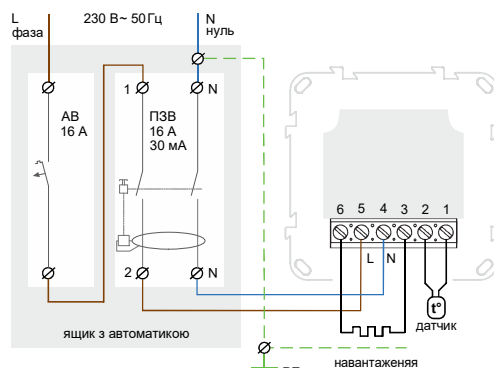 L
фаза
230 В~ 50 Гц
N
нуль
АВ
16 А
1
N
ПЗВ
16 А
30 мА
2
N
ящик з автоматикою
6 5 4 3 2 1
L N
t°
датчик
навантаженя